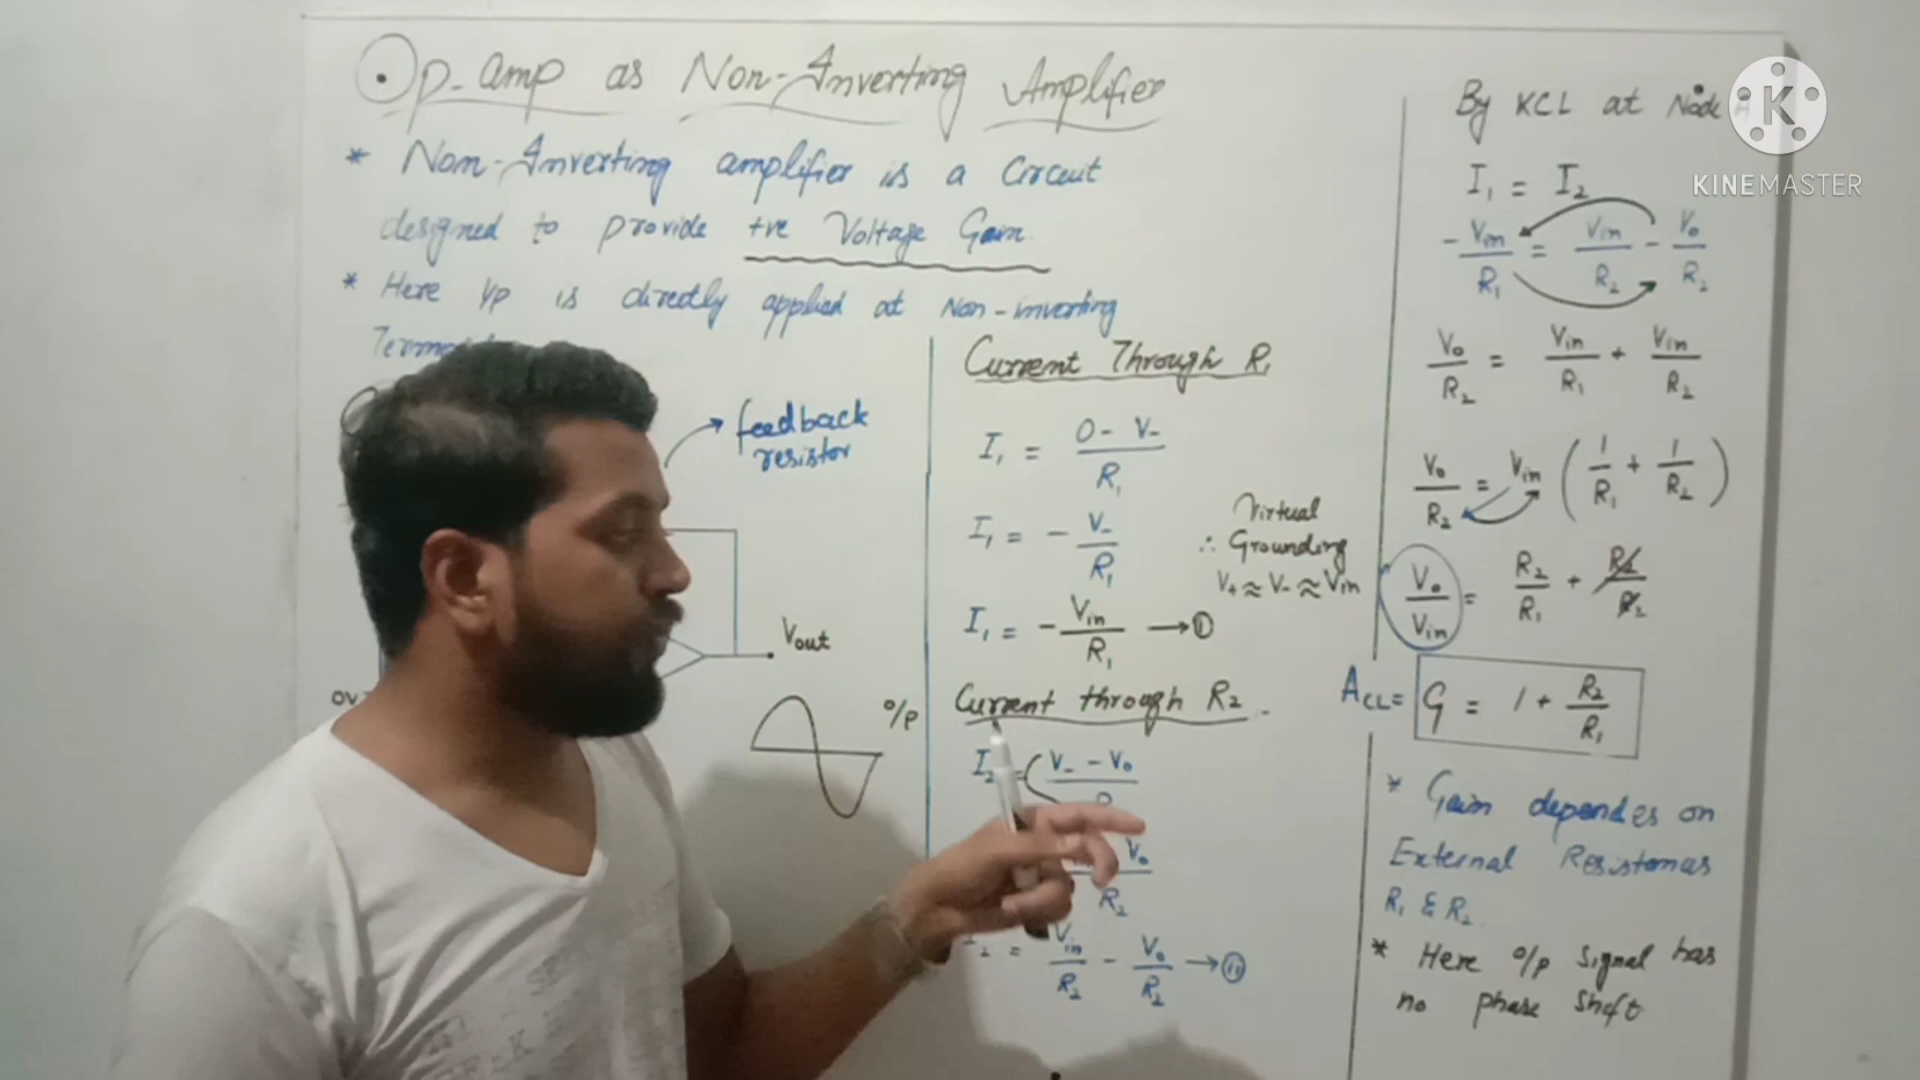 Op-amp as Non-Inverting Amplifier
* Non-Inverting amplifier is a Circuit
designed to provide +ve Voltage Gain.
* Here I/p is directly applied at Non-inverting
feedback
resistor
Vout
0V
o/p
Current Through R₁
I₁ = 0 - V₋ / R₁
I₁ = - V₋ / R₁
∴ Virtual
Grounding
V₊ ≈ V₋ ≈ Vin
I₁ = - Vin / R₁ → ①
Current through R₂
I₂ = V₋ - V₀
V₀
R₂
= Vin / R₂ - V₀ / R₂ → ⓘⓘ
By KCL at Node
KINEMASTER
I₁ = I₂
- Vin / R₁ = Vin / R₂ - V₀ / R₂
V₀ / R₂ = Vin / R₁ + Vin / R₂
V₀ / R₂ = Vin ( 1 / R₁ + 1 / R₂ )
V₀ / Vin = R₂ / R₁ + R₂ / R₂
A_CL = G = 1 + R₂ / R₁
* Gain dependes on
External Resistomas
R₁ & R₂
* Here o/p signal has
no phase shift